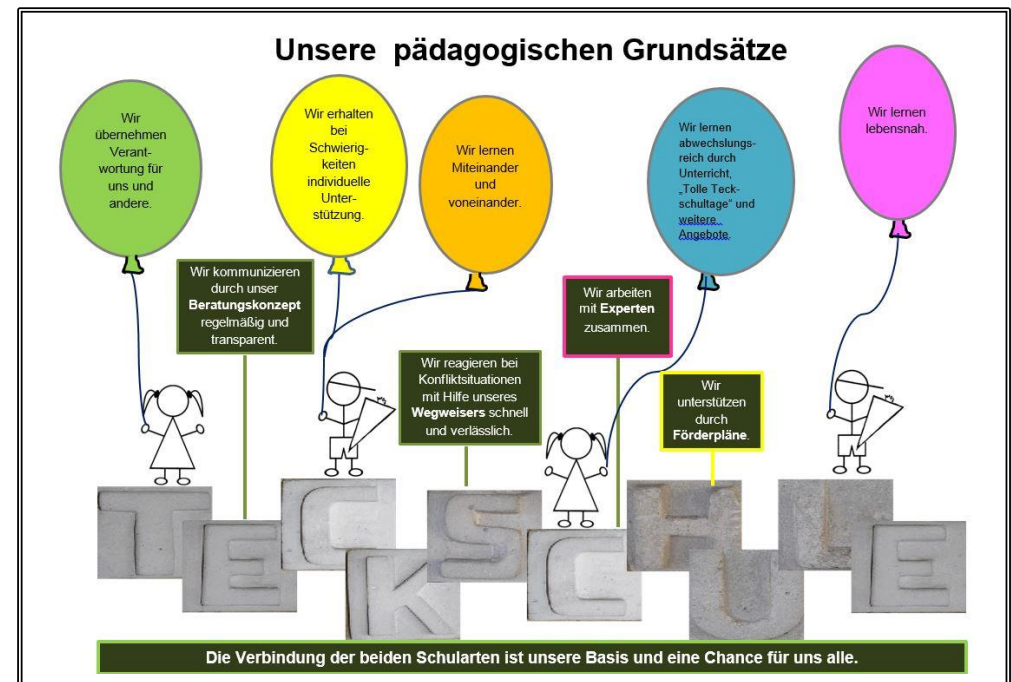 Unsere pädagogischen Grundsätze
Wir
übernehmen
Verant-
wortung für
uns und
andere.
Wir erhalten
bei
Schwierig-
keiten
individuelle
Unter-
stützung.
Wir lernen
Miteinander
und
voneinander.
Wir lernen
abwechslungs-
reich durch
Unterricht,
„Tolle Teck-
schultage“ und
weitere
Angebote.
Wir lernen
lebensnah.
Wir kommunizieren
durch unser
Beratungskonzept
regelmäßig und
transparent.
Wir reagieren bei
Konfliktsituationen
mit Hilfe unseres
Wegweisers schnell
und verlässlich.
Wir arbeiten
mit Experten
zusammen.
Wir
unterstützen
durch
Förderpläne.
TECKSCHULE
Die Verbindung der beiden Schularten ist unsere Basis und eine Chance für uns alle.